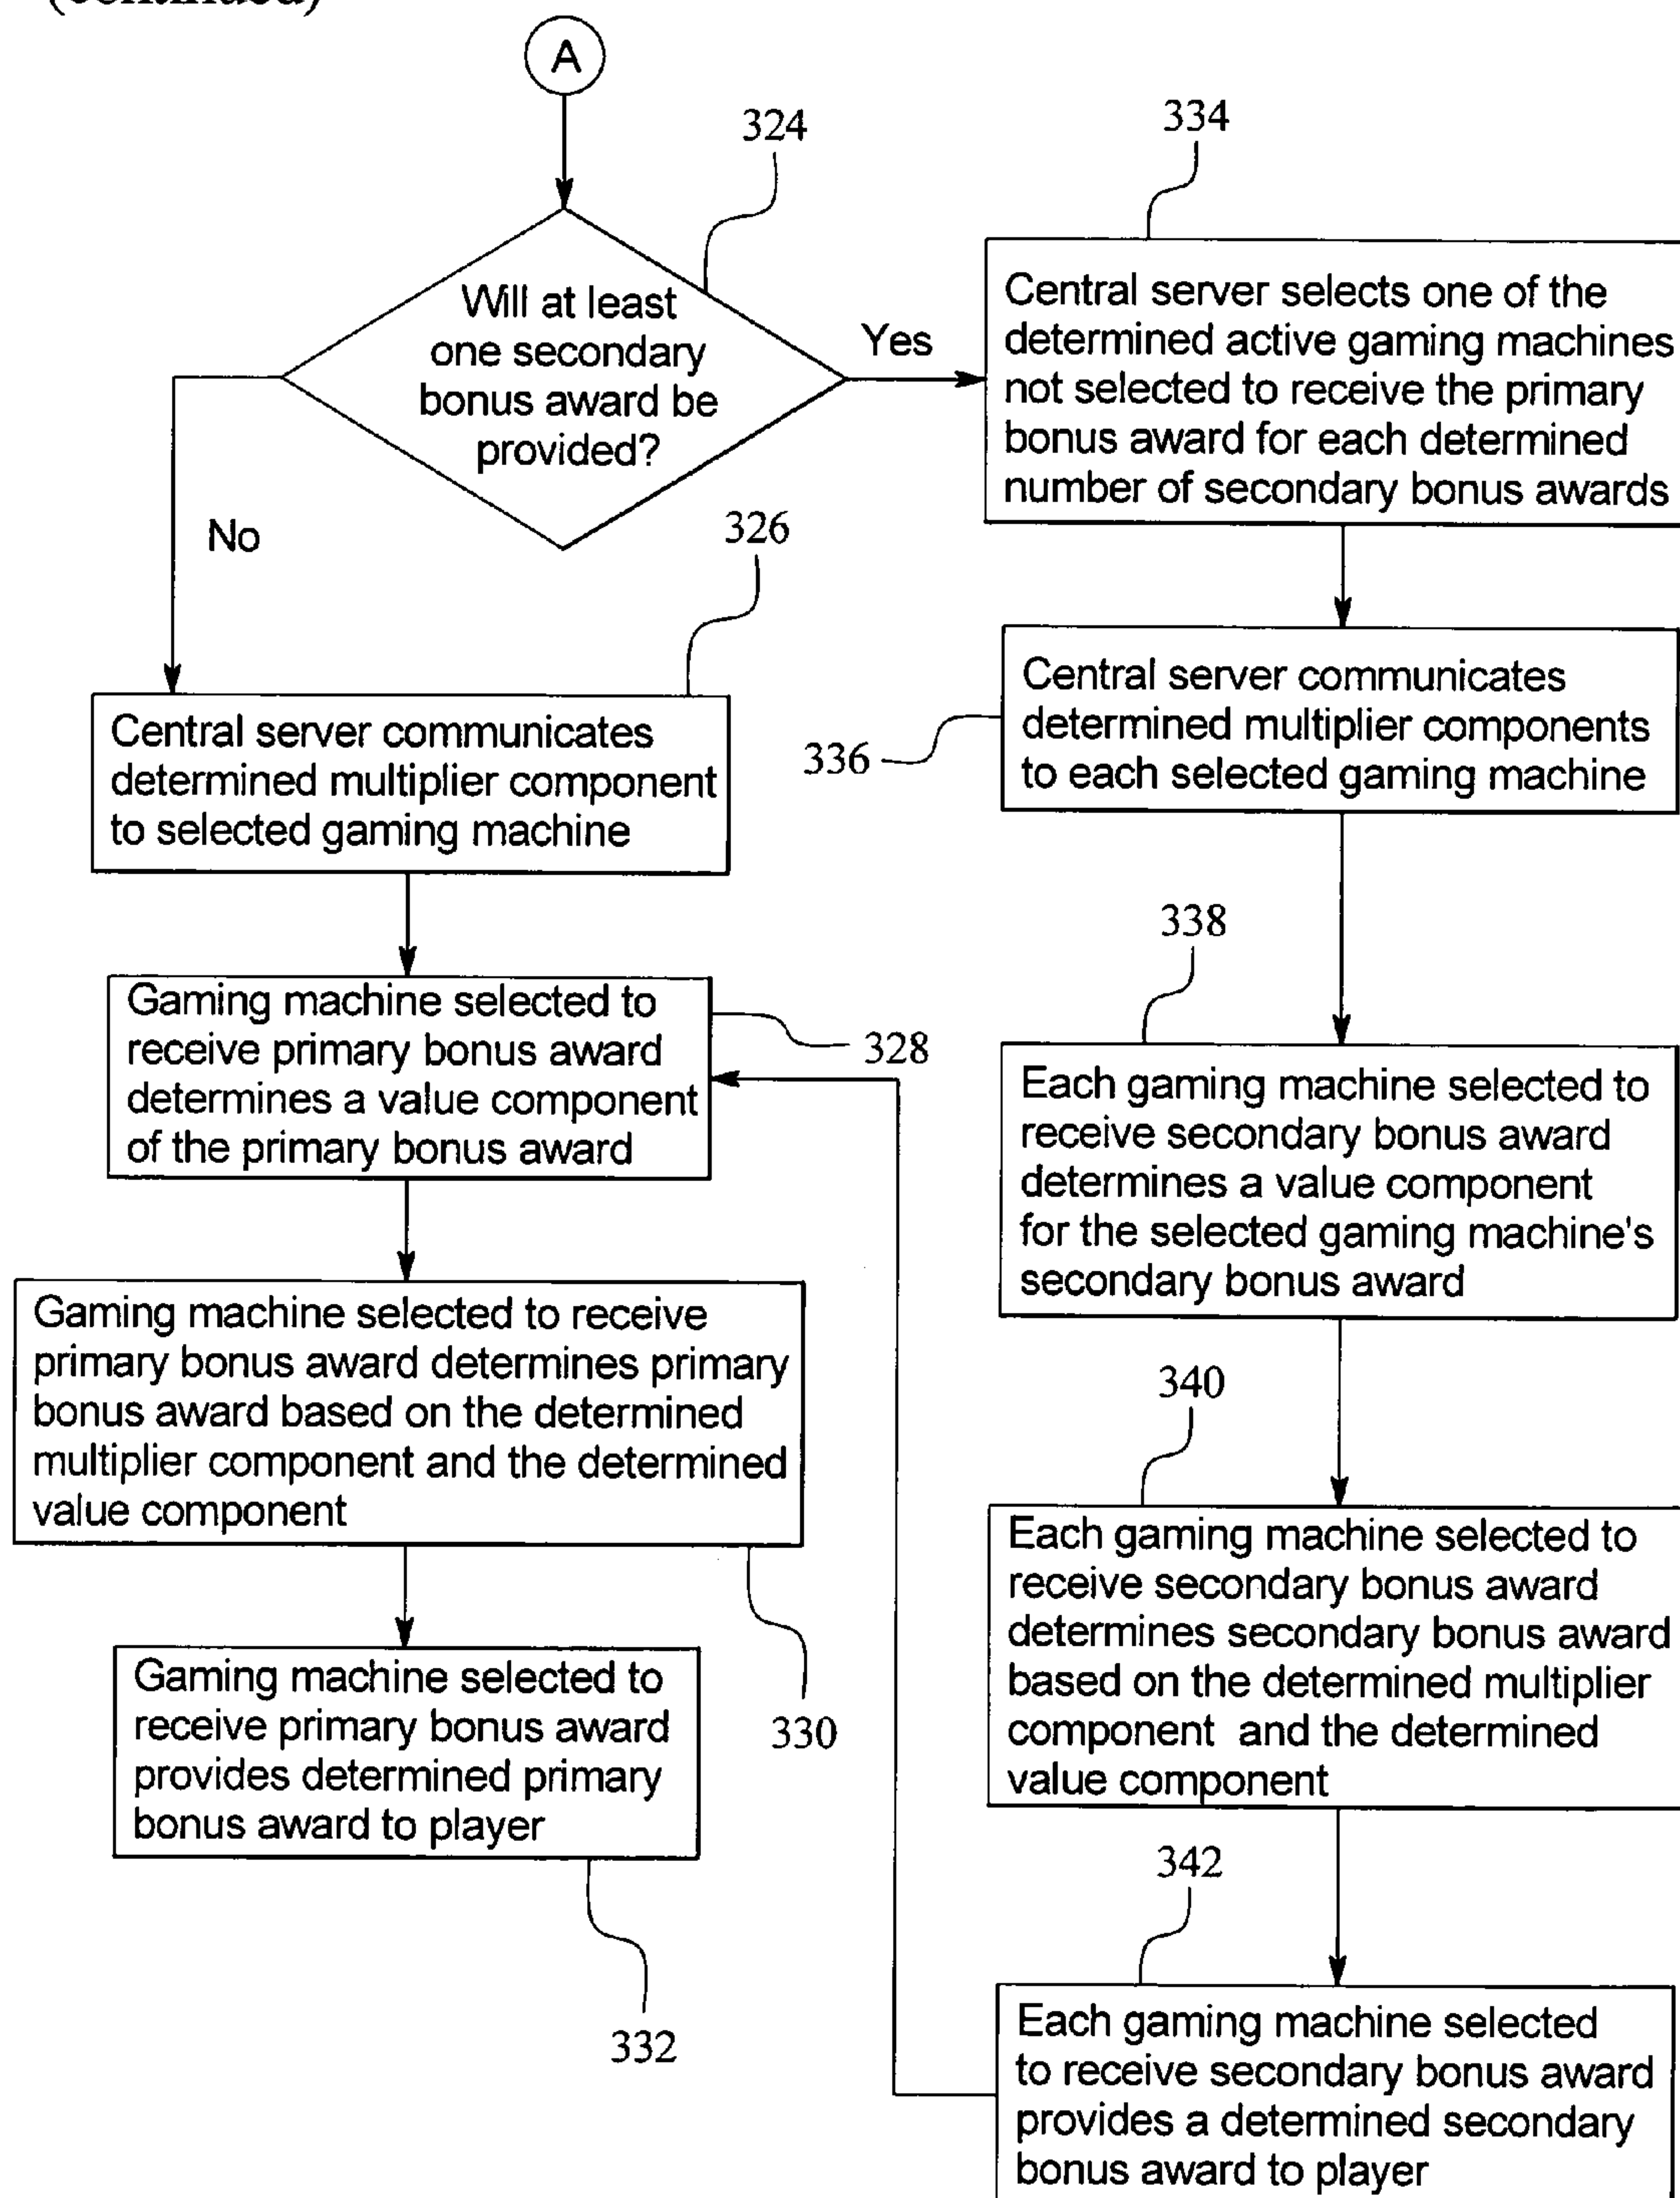 (continued)
A
324
334
Will at least
one secondary
bonus award be
provided?
Yes
No
Central server selects one of the
determined active gaming machines
not selected to receive the primary
bonus award for each determined
number of secondary bonus awards
326
Central server communicates
determined multiplier component
to selected gaming machine
336
Central server communicates
determined multiplier components
to each selected gaming machine
Gaming machine selected to
receive primary bonus award
determines a value component
of the primary bonus award
328
338
Each gaming machine selected to
receive secondary bonus award
determines a value component
for the selected gaming machine's
secondary bonus award
Gaming machine selected to receive
primary bonus award determines primary
bonus award based on the determined
multiplier component and the determined
value component
330
340
Each gaming machine selected to
receive secondary bonus award
determines secondary bonus award
based on the determined multiplier
component and the determined
value component
Gaming machine selected to
receive primary bonus award
provides determined primary
bonus award to player
332
342
Each gaming machine selected
to receive secondary bonus award
provides a determined secondary
bonus award to player